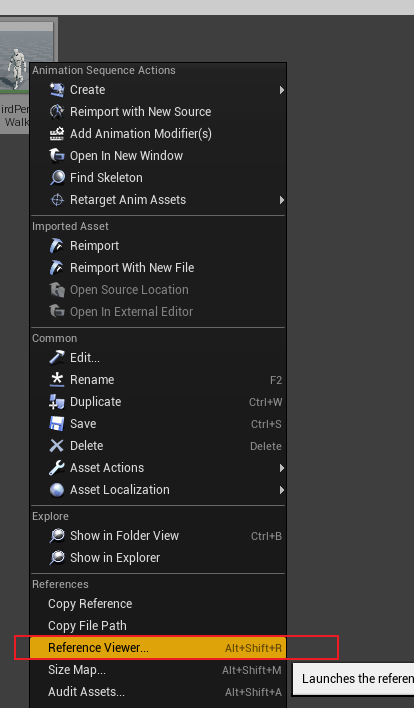 irdPer
Walk
Animation Sequence Actions
Create
Reimport with New Source
Add Animation Modifier(s)
Open In New Window
Find Skeleton
Retarget Anim Assets
Imported Asset
Reimport
Reimport With New File
Open Source Location
Open In External Editor
Common
Edit...
Rename F2
Duplicate Ctrl+W
Save Ctrl+S
Delete Delete
Asset Actions
Asset Localization
Explore
Show in Folder View Ctrl+B
Show in Explorer
References
Copy Reference
Copy File Path
Reference Viewer... Alt+Shift+R
Size Map... Alt+Shift+M
Launches the referen
Audit Assets... Alt+Shift+A